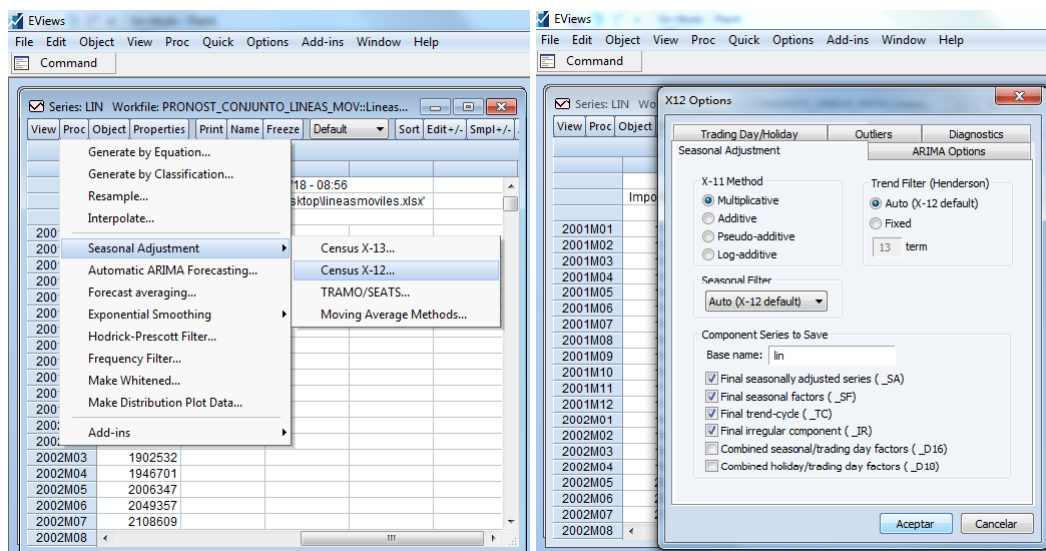 EViews
File Edit Object View Proc Quick Options Add-ins Window Help
Command
Series: LIN Workfile: PRONOST_CONJUNTO_LINEAS_MOV::Lineas...
View Proc Object Properties Print Name Freeze Default Sort Edit+/- Smpl+/-
Generate by Equation...
Generate by Classification...
Resample...
Interpolate...
Seasonal Adjustment
Automatic ARIMA Forecasting...
Forecast averaging...
Exponential Smoothing
Hodrick-Prescott Filter...
Frequency Filter...
Make Whitened...
Make Distribution Plot Data...
Add-ins
Census X-13...
Census X-12...
TRAMO/SEATS...
Moving Average Methods...
/18 - 08:56
sktop\lineasmoviles.xlsx'
2002M03 1902532
2002M04 1946701
2002M05 2006347
2002M06 2049357
2002M07 2108609
2002M08
EViews
File Edit Object View Proc Quick Options Add-ins Window Help
Command
Series: LIN Wo
View Proc Object
Impo
2001M01
2001M02
2001M03
2001M04
2001M05
2001M06
2001M07
2001M08
2001M09
2001M10
2001M11
2001M12
2002M01
2002M02
2002M03
2002M04
2002M05
2002M06
2002M07
2002M08
X12 Options
Trading Day/Holiday Outliers Diagnostics
Seasonal Adjustment ARIMA Options
X-11 Method
Multiplicative
Additive
Pseudo-additive
Log-additive
Trend Filter (Henderson)
Auto (X-12 default)
Fixed
13 term
Seasonal Filter
Auto (X-12 default)
Component Series to Save
Base name: lin
Final seasonally adjusted series ( _SA)
Final seasonal factors ( _SF)
Final trend-cycle ( _TC)
Final irregular component ( _IR)
Combined seasonal/trading day factors ( _D16)
Combined holiday/trading day factors ( _D18)
Aceptar Cancelar